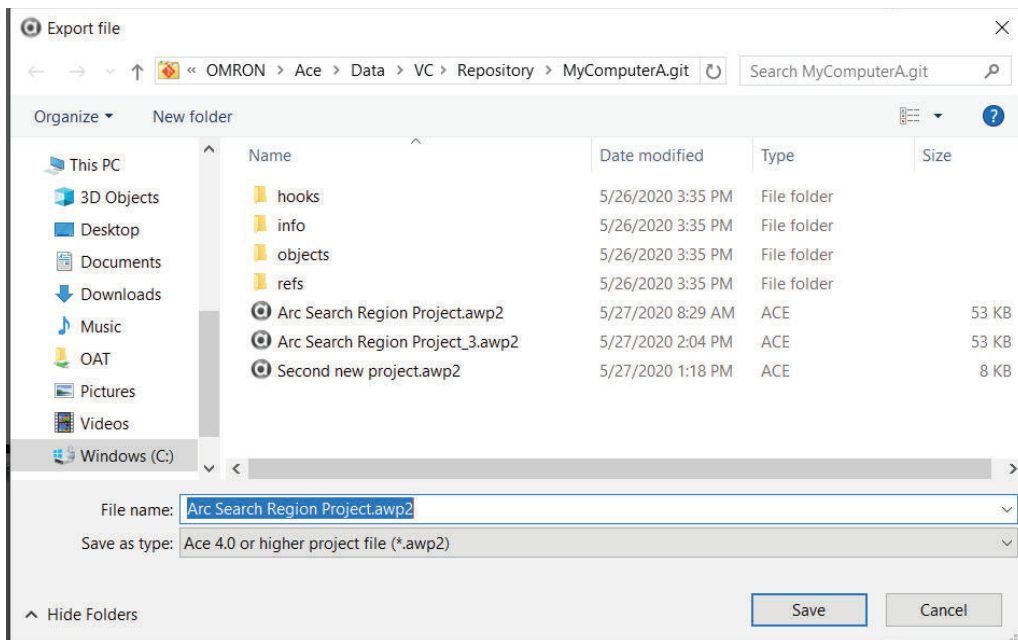 Export file
« OMRON > Ace > Data > VC > Repository > MyComputerA.git Search MyComputerA.git
Organize New folder ?
This PC
3D Objects
Desktop
Documents
Downloads
Music
OAT
Pictures
Videos
Windows (C:)
Name Date modified Type Size
hooks 5/26/2020 3:35 PM File folder
info 5/26/2020 3:35 PM File folder
objects 5/26/2020 3:35 PM File folder
refs 5/26/2020 3:35 PM File folder
Arc Search Region Project.awp2 5/27/2020 8:29 AM ACE 53 KB
Arc Search Region Project_3.awp2 5/27/2020 2:04 PM ACE 53 KB
Second new project.awp2 5/27/2020 1:18 PM ACE 8 KB
File name: Arc Search Region Project.awp2
Save as type: Ace 4.0 or higher project file (*.awp2)
Hide Folders Save Cancel